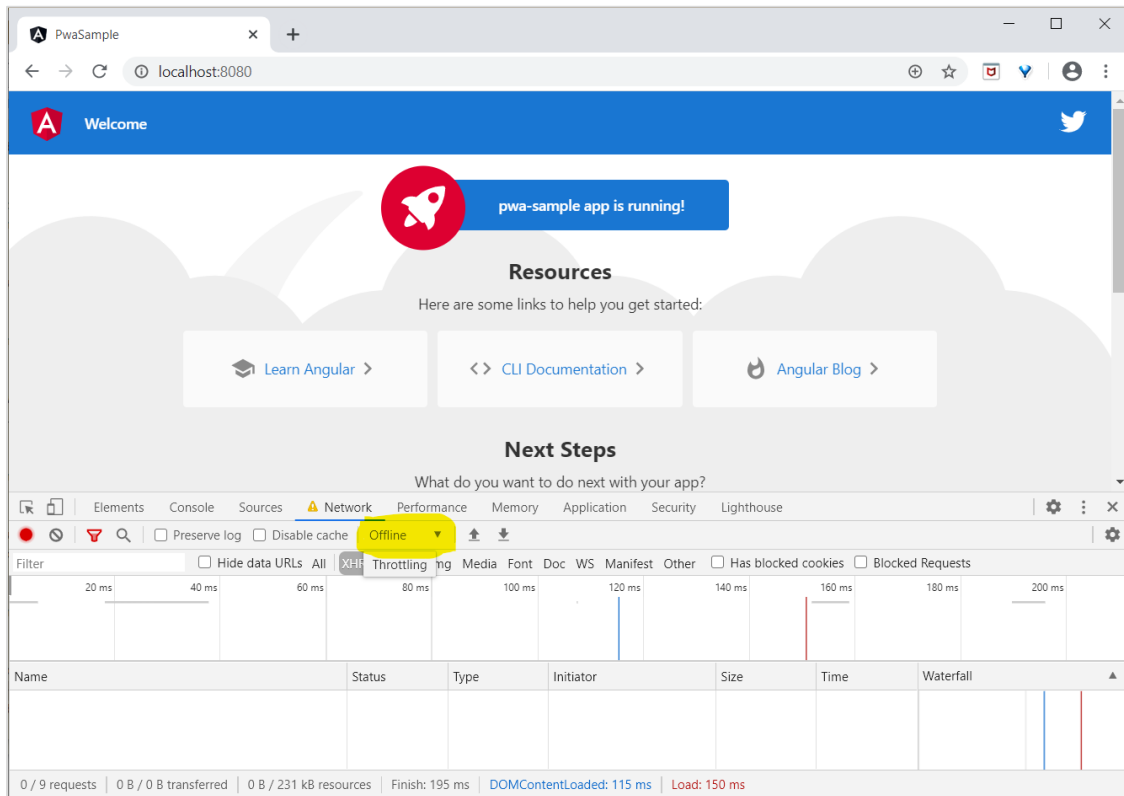 PwaSample
localhost:8080
Welcome
pwa-sample app is running!
Resources
Here are some links to help you get started:
Learn Angular
CLI Documentation
Angular Blog
Next Steps
What do you want to do next with your app?
Elements Console Sources Network Performance Memory Application Security Lighthouse
Preserve log Disable cache Offline
Filter Hide data URLs All Throttling Media Font Doc WS Manifest Other Has blocked cookies Blocked Requests
20 ms 40 ms 60 ms 80 ms 100 ms 120 ms 140 ms 160 ms 180 ms 200 ms
Name Status Type Initiator Size Time Waterfall
0 / 9 requests 0 B / 0 B transferred 0 B / 231 kB resources Finish: 195 ms DOMContentLoaded: 115 ms Load: 150 ms